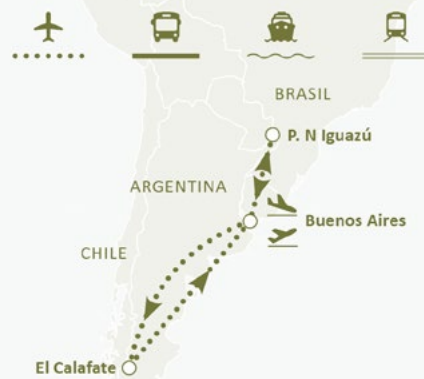 BRASIL
P. N Iguazú
ARGENTINA
Buenos Aires
CHILE
El Calafate